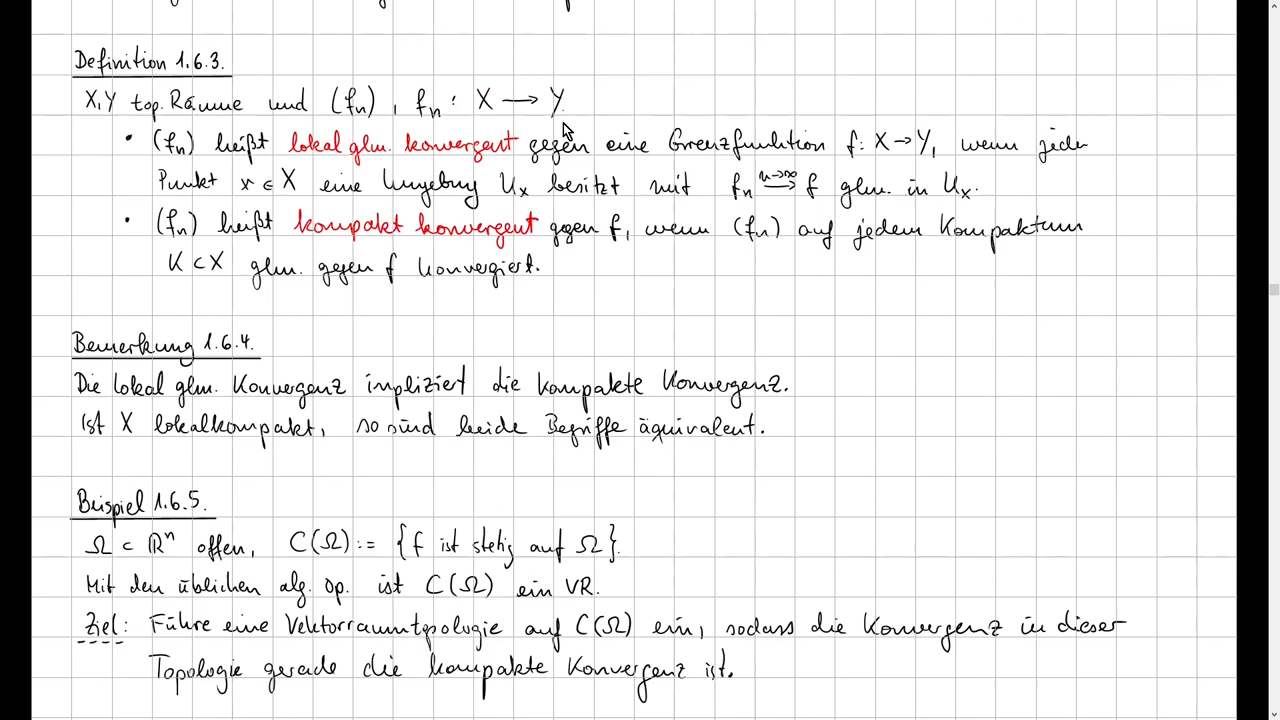 Definition 1.6.3.
X,Y top. Räume und (fₙ), fₙ : X → Y.
• (fₙ) heißt lokal glm. konvergent gegen eine Grenzfunktion f: X → Y, wenn jeder
Punkt x ∈ X eine Umgebung Uₓ besitzt mit fₙ →(n→∞) f glm. in Uₓ.
• (fₙ) heißt kompakt konvergent gegen f, wenn (fₙ) auf jedem Kompaktum
K ⊂ X glm. gegen f konvergiert.
Bemerkung 1.6.4.
Die lokal glm. Konvergenz impliziert die kompakte Konvergenz.
Ist X lokalkompakt, so sind beide Begriffe äquivalent.
Beispiel 1.6.5.
Ω ⊂ ℝⁿ offen, C(Ω) := {f ist stetig auf Ω}.
Mit den üblichen alg. Op. ist C(Ω) ein VR.
Ziel: Führe eine Vektorraumtopologie auf C(Ω) ein, sodass die Konvergenz in dieser
Topologie gerade die kompakte Konvergenz ist.